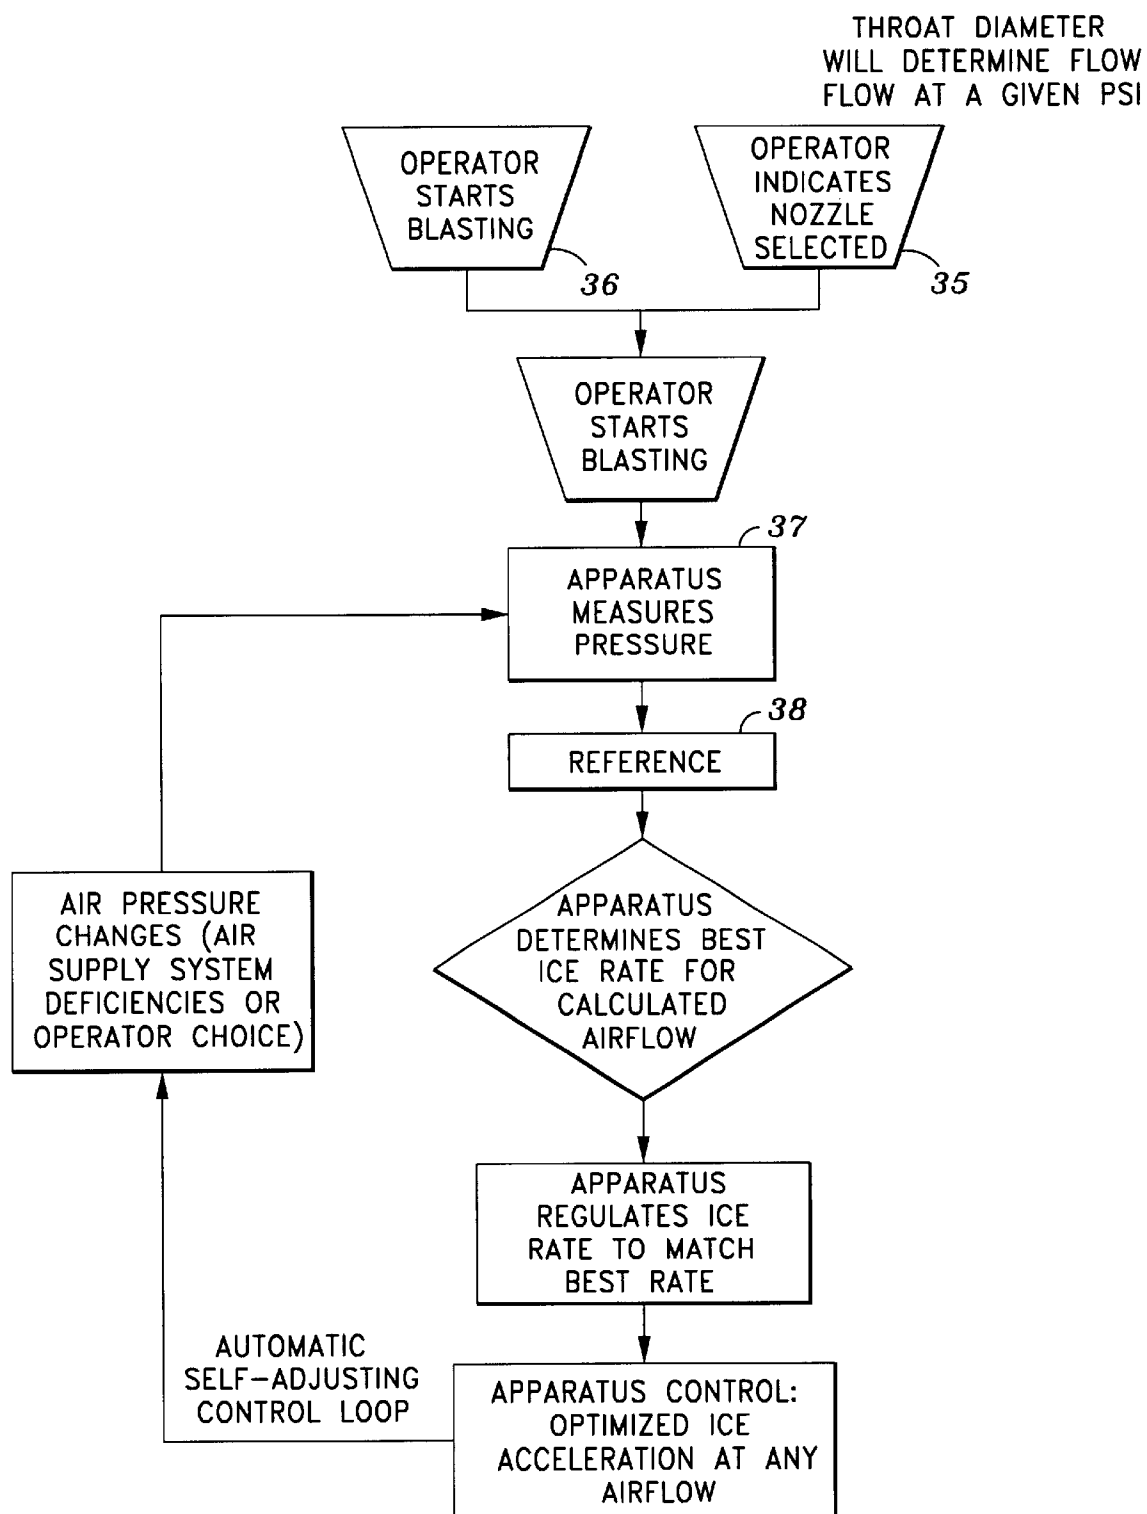 THROAT DIAMETER
WILL DETERMINE FLOW
FLOW AT A GIVEN PSI
OPERATOR
STARTS
BLASTING
36
OPERATOR
INDICATES
NOZZLE
SELECTED
35
OPERATOR
STARTS
BLASTING
37
APPARATUS
MEASURES
PRESSURE
38
REFERENCE
APPARATUS
DETERMINES BEST
ICE RATE FOR
CALCULATED
AIRFLOW
AIR PRESSURE
CHANGES (AIR
SUPPLY SYSTEM
DEFICIENCIES OR
OPERATOR CHOICE)
APPARATUS
REGULATES ICE
RATE TO MATCH
BEST RATE
AUTOMATIC
SELF-ADJUSTING
CONTROL LOOP
APPARATUS CONTROL:
OPTIMIZED ICE
ACCELERATION AT ANY
AIRFLOW